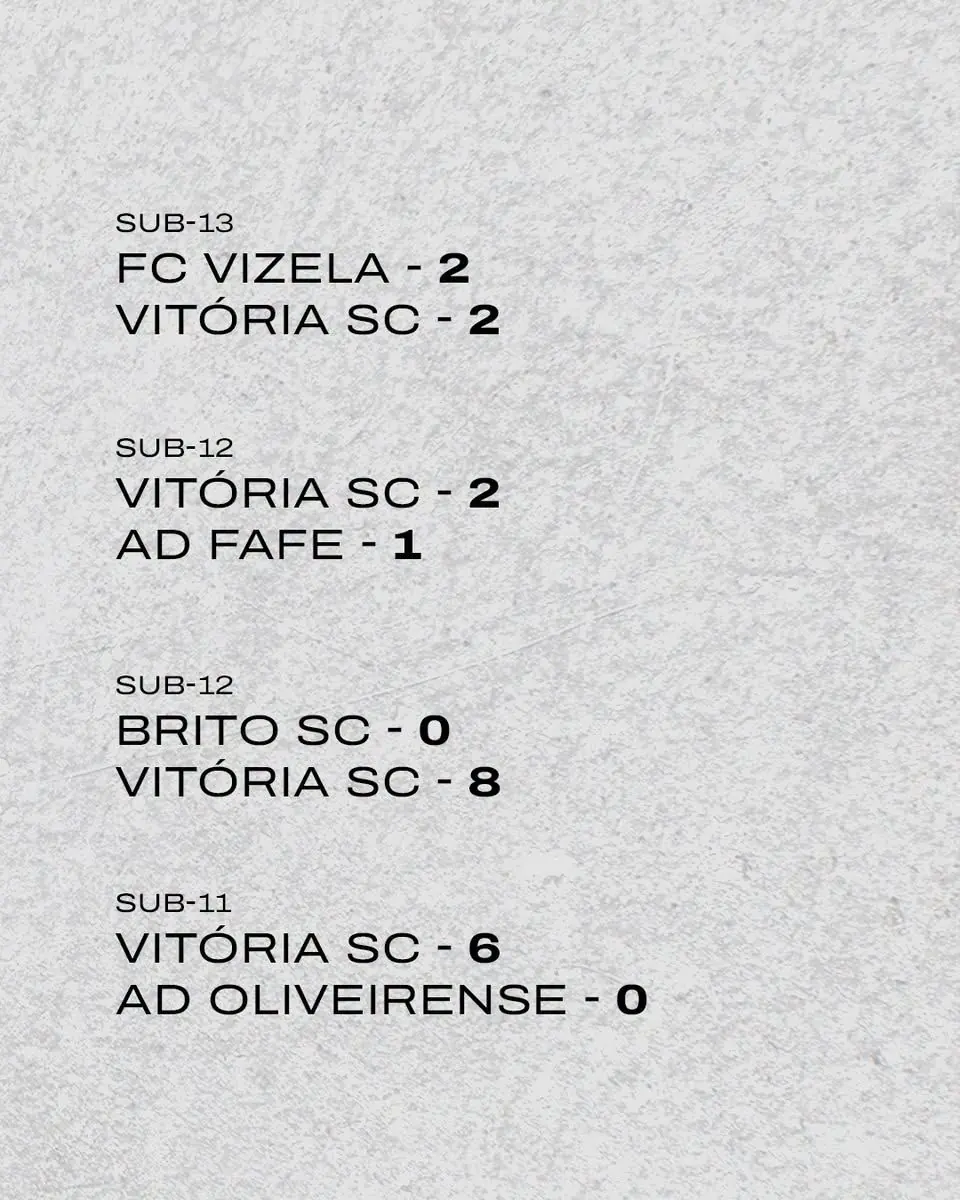 SUB-13
FC VIZELA - 2
VITÓRIA SC - 2
SUB-12
VITÓRIA SC - 2
AD FAFE - 1
SUB-12
BRITO SC - 0
VITÓRIA SC - 8
SUB-11
VITÓRIA SC - 6
AD OLIVEIRENSE - 0